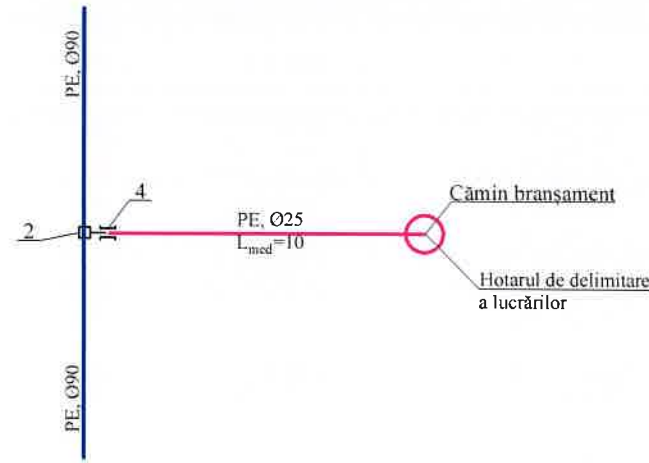 PE, Ø90
4
Cămin branșament
2
PE, Ø25
Lmed=10
Hotarul de delimitare
a lucrărilor
PE, Ø90